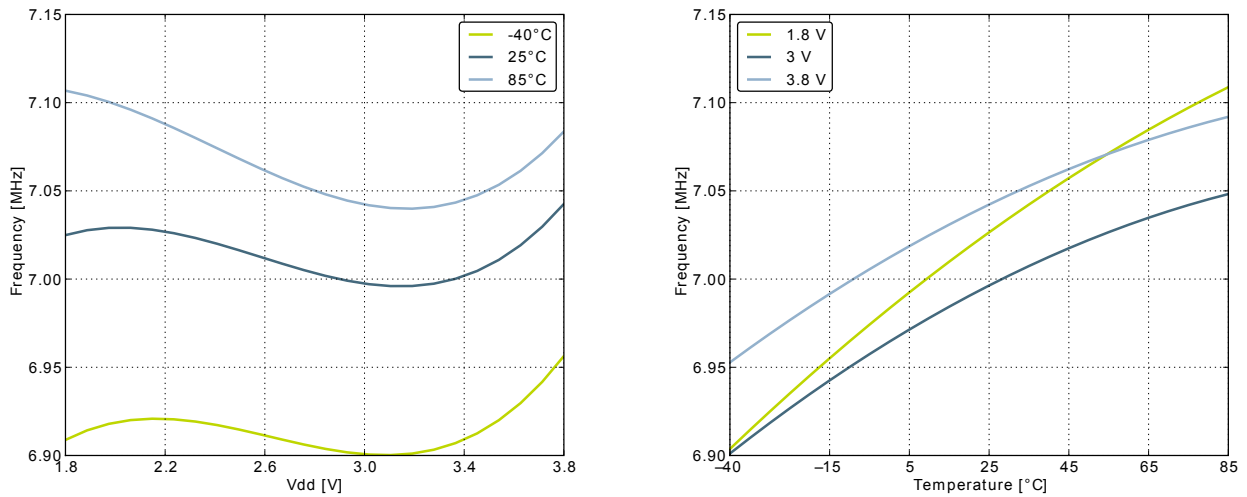 7.15
7.10
7.05
7.00
6.95
6.90
Frequency [MHz]
1.8 2.2 2.6 3.0 3.4 3.8
Vdd [V]
-40°C
25°C
85°C
7.15
7.10
7.05
7.00
6.95
6.90
Frequency [MHz]
–40 –15 5 25 45 65 85
Temperature [°C]
1.8 V
3 V
3.8 V